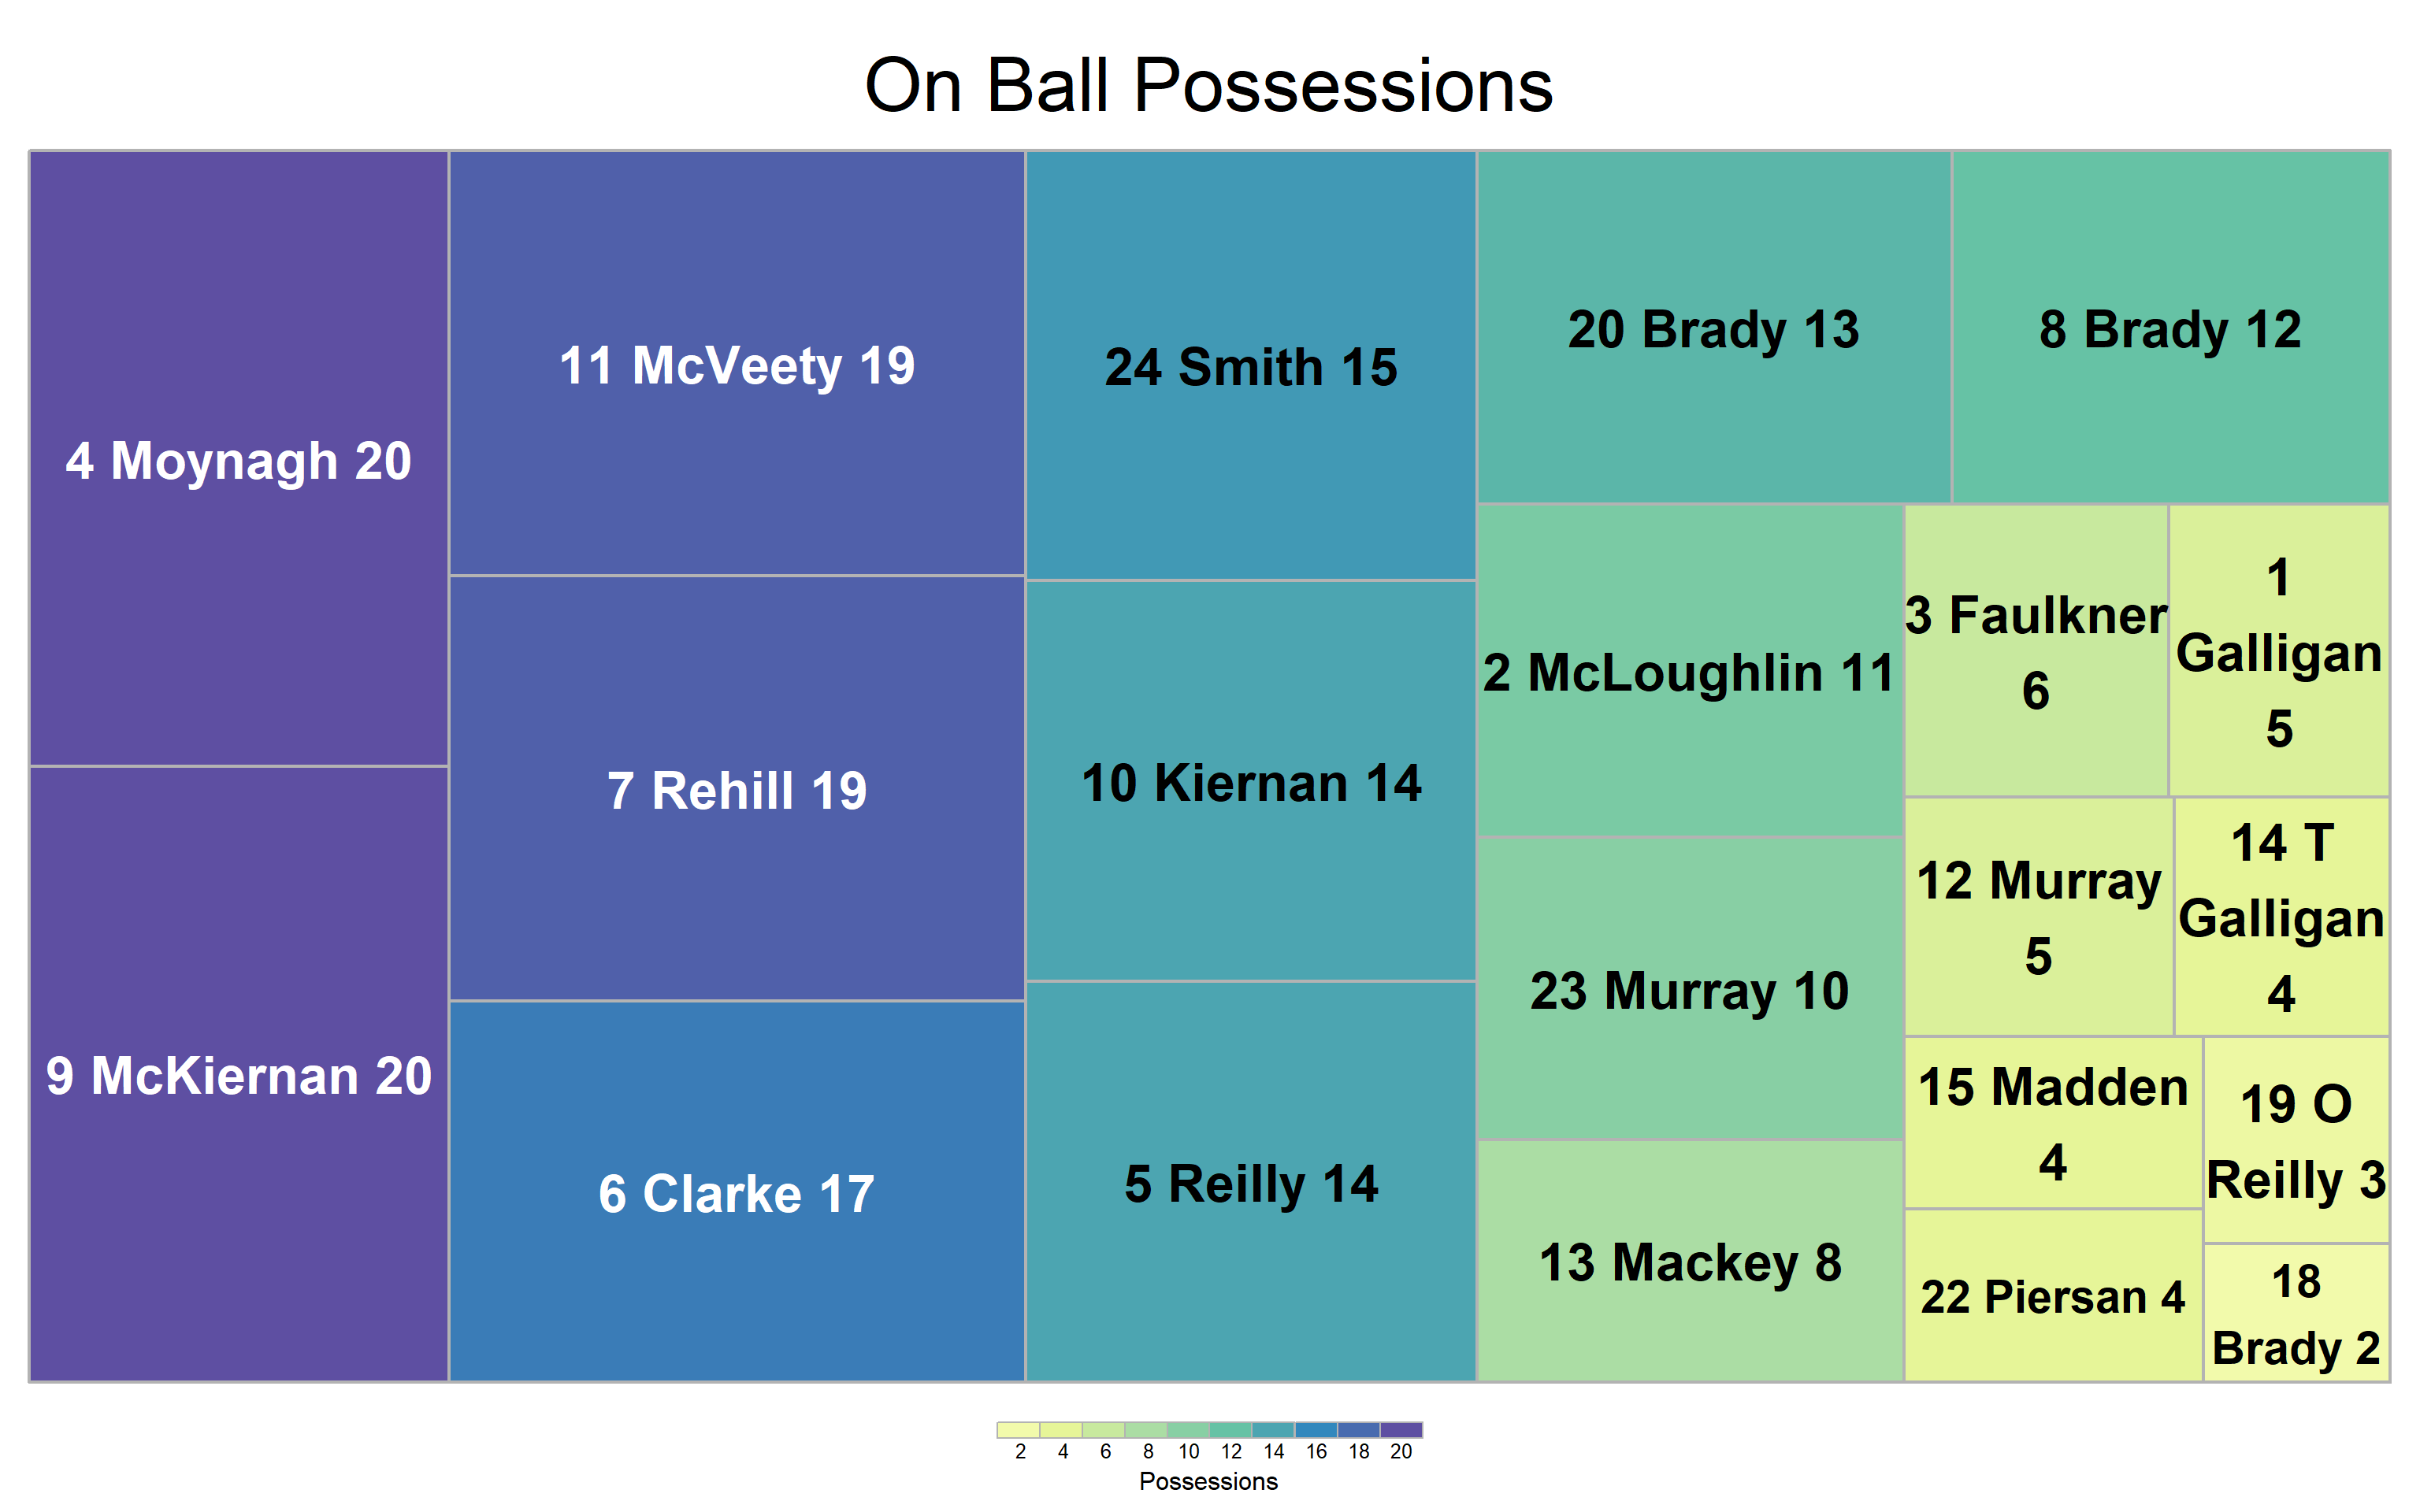 On Ball Possessions
4 Moynagh 20
9 McKiernan 20
11 McVeety 19
7 Rehill 19
6 Clarke 17
24 Smith 15
10 Kiernan 14
5 Reilly 14
20 Brady 13
8 Brady 12
2 McLoughlin 11
23 Murray 10
13 Mackey 8
3 Faulkner
6
1
Galligan
5
12 Murray
5
14 T
Galligan
4
15 Madden
4
22 Piersan 4
19 O
Reilly 3
18
Brady 2
2 4 6 8 10 12 14 16 18 20
Possessions